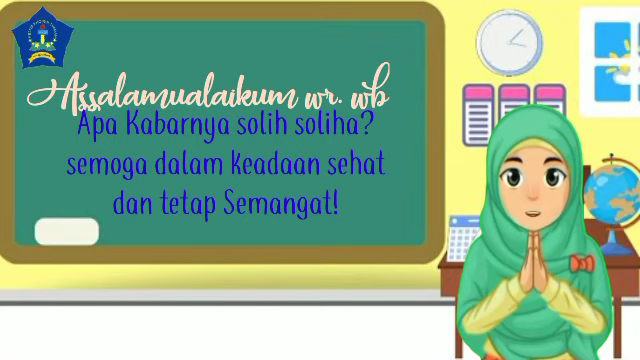 Assalamualaikum wr. wb
Apa Kabarnya solih soliha?
semoga dalam Keadaan sehat
dan tetap Semangat!